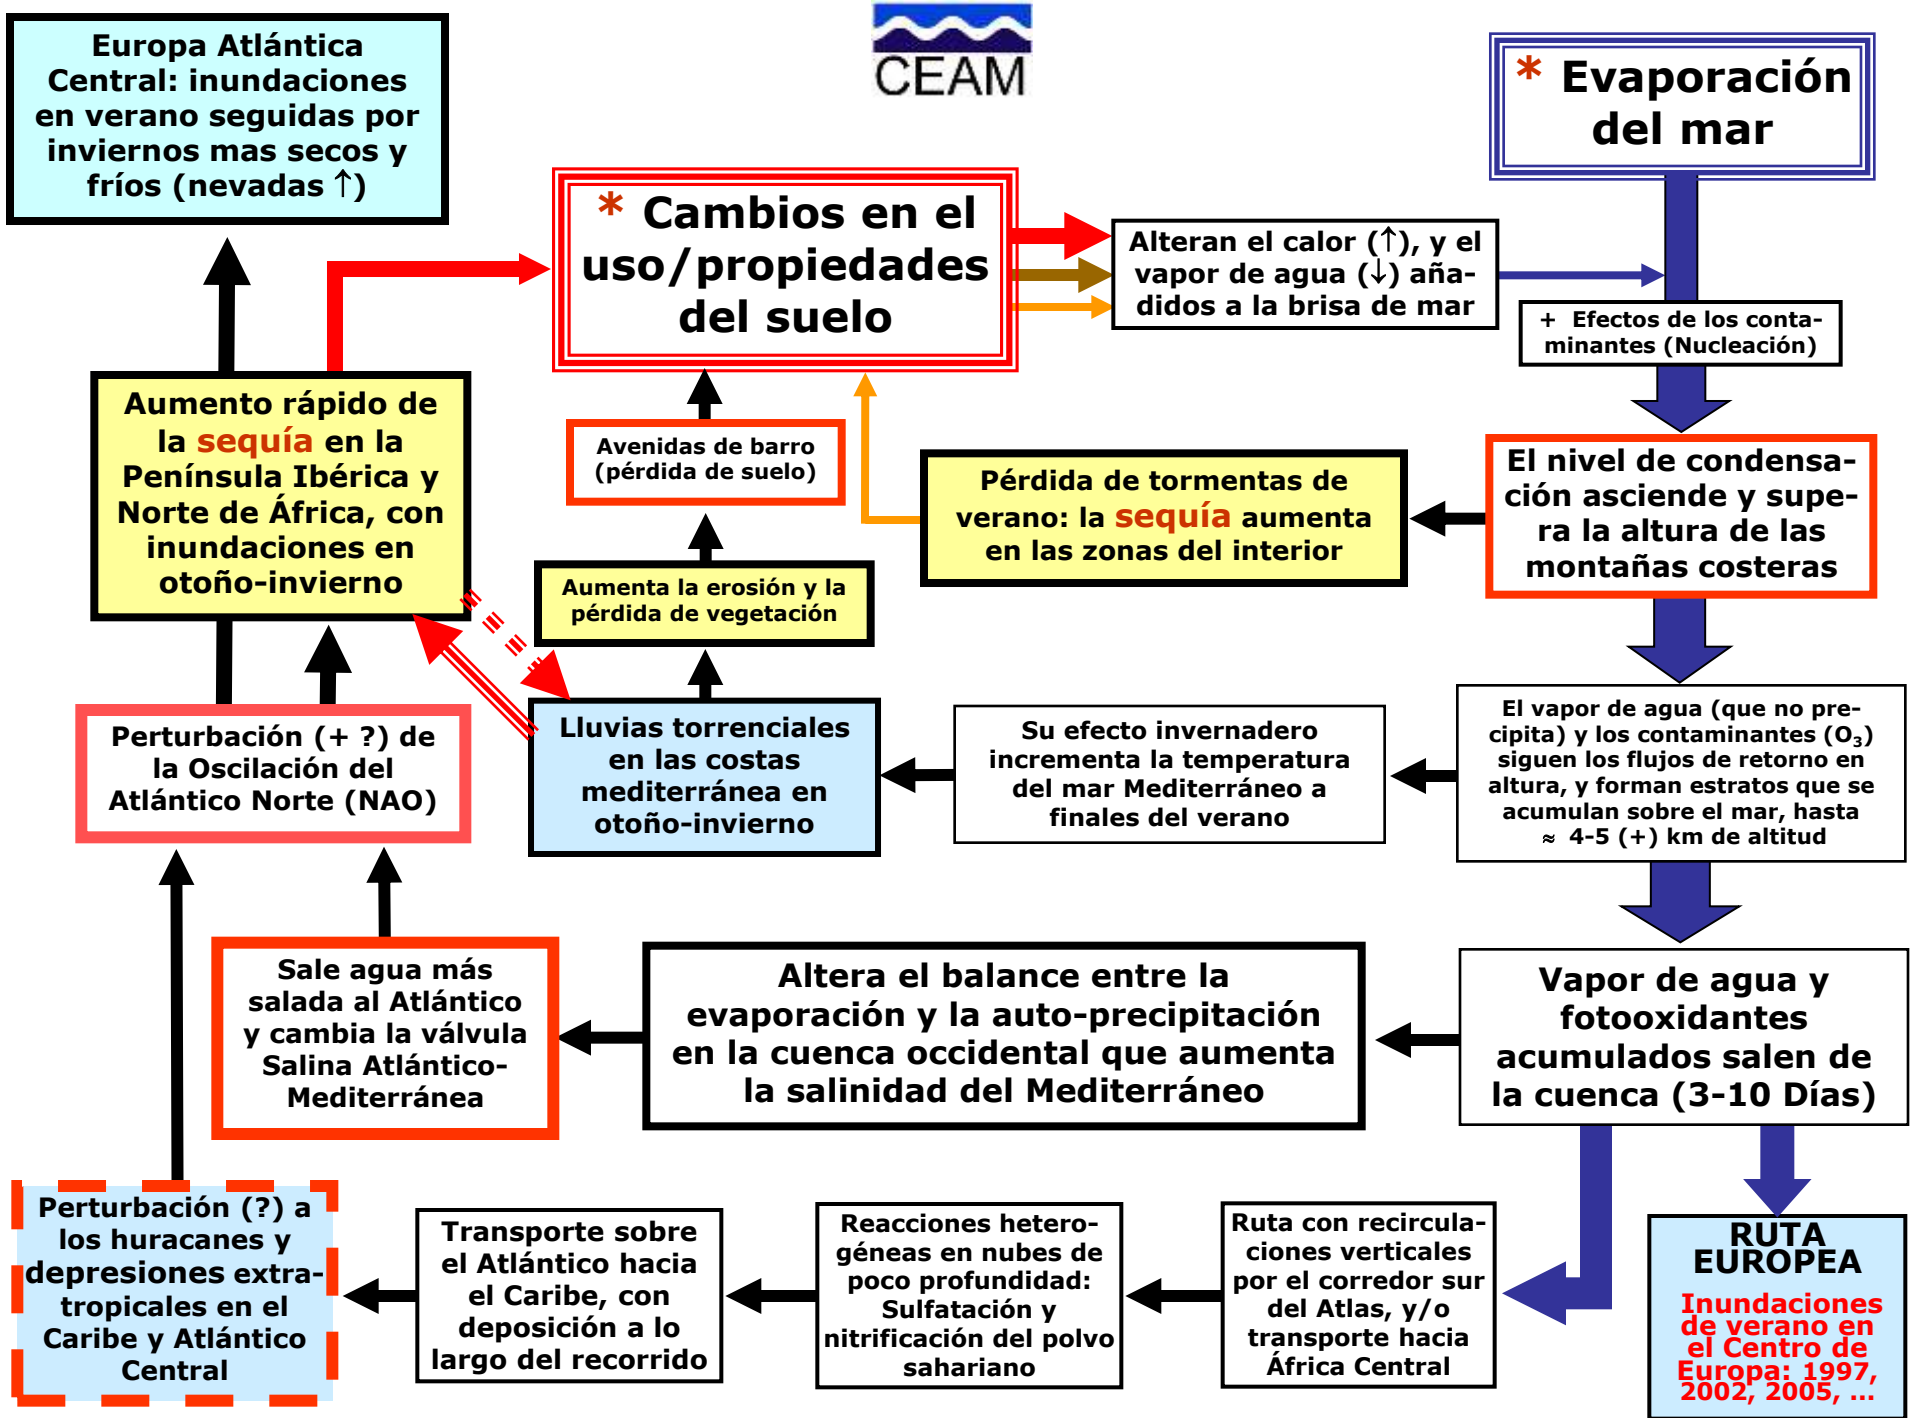 CEAM
Europa Atlántica
Central: inundaciones
en verano seguidas por
inviernos mas secos y
fríos (nevadas ↑)
* Cambios en el
uso/propiedades
del suelo
Alteran el calor (↑), y el
vapor de agua (↓) aña-
didos a la brisa de mar
* Evaporación
del mar
+ Efectos de los conta-
minantes (Nucleación)
Aumento rápido de
la sequía en la
Península Ibérica y
Norte de África, con
inundaciones en
otoño-invierno
Avenidas de barro
(pérdida de suelo)
Pérdida de tormentas de
verano: la sequía aumenta
en las zonas del interior
El nivel de condensa-
ción asciende y supe-
ra la altura de las
montañas costeras
Aumenta la erosión y la
pérdida de vegetación
Perturbación (+ ?) de
la Oscilación del
Atlántico Norte (NAO)
Lluvias torrenciales
en las costas
mediterránea en
otoño-invierno
Su efecto invernadero
incrementa la temperatura
del mar Mediterráneo a
finales del verano
El vapor de agua (que no pre-
cipita) y los contaminantes (O₃)
siguen los flujos de retorno en
altura, y forman estratos que se
acumulan sobre el mar, hasta
≈ 4-5 (+) km de altitud
Sale agua más
salada al Atlántico
y cambia la válvula
Salina Atlántico-
Mediterránea
Altera el balance entre la
evaporación y la auto-precipitación
en la cuenca occidental que aumenta
la salinidad del Mediterráneo
Vapor de agua y
fotooxidantes
acumulados salen de
la cuenca (3-10 Días)
Perturbación (?) a
los huracanes y
depresiones extra-
tropicales en el
Caribe y Atlántico
Central
Transporte sobre
el Atlántico hacia
el Caribe, con
deposición a lo
largo del recorrido
Reacciones hetero-
géneas en nubes de
poco profundidad:
Sulfatación y
nitrificación del polvo
sahariano
Ruta con recircula-
ciones verticales
por el corredor sur
del Atlas, y/o
transporte hacia
África Central
RUTA
EUROPEA
Inundaciones
de verano en
el Centro de
Europa: 1997,
2002, 2005, ...